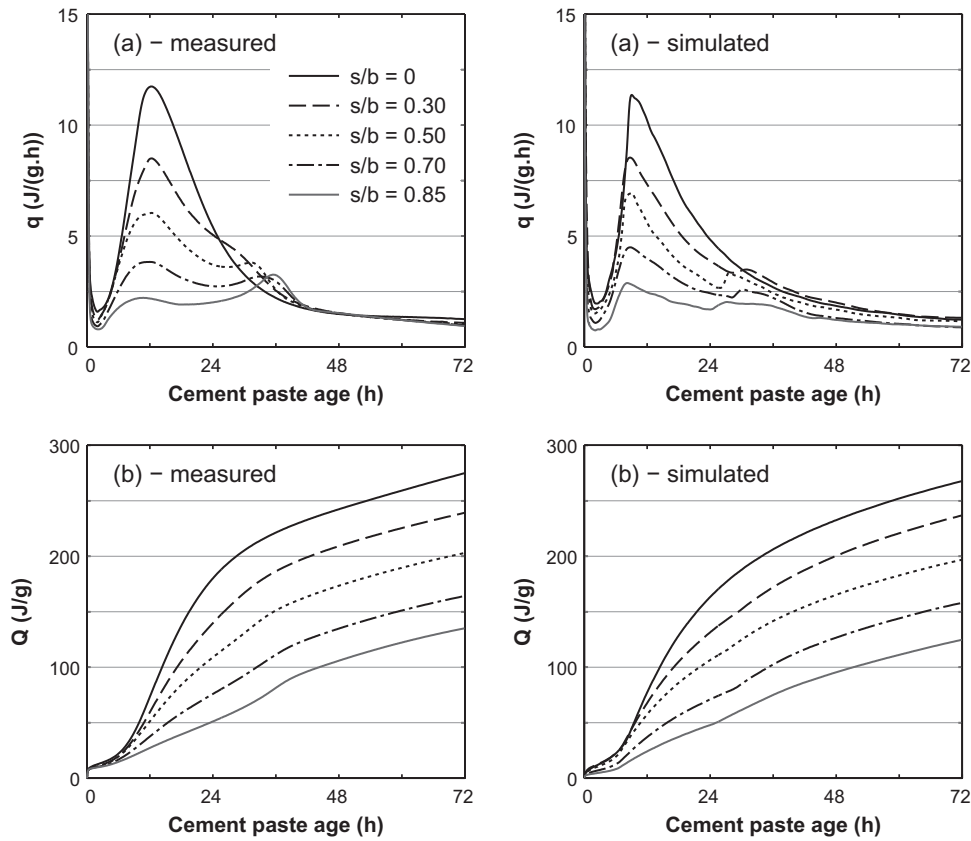 (a) − measured
q (J/(g.h))
15
10
5
0
s/b = 0
s/b = 0.30
s/b = 0.50
s/b = 0.70
s/b = 0.85
0 24 48 72
Cement paste age (h)
(a) − simulated
q (J/(g.h))
15
10
5
0
0 24 48 72
Cement paste age (h)
(b) − measured
Q (J/g)
300
200
100
0
0 24 48 72
Cement paste age (h)
(b) − simulated
Q (J/g)
300
200
100
0
0 24 48 72
Cement paste age (h)